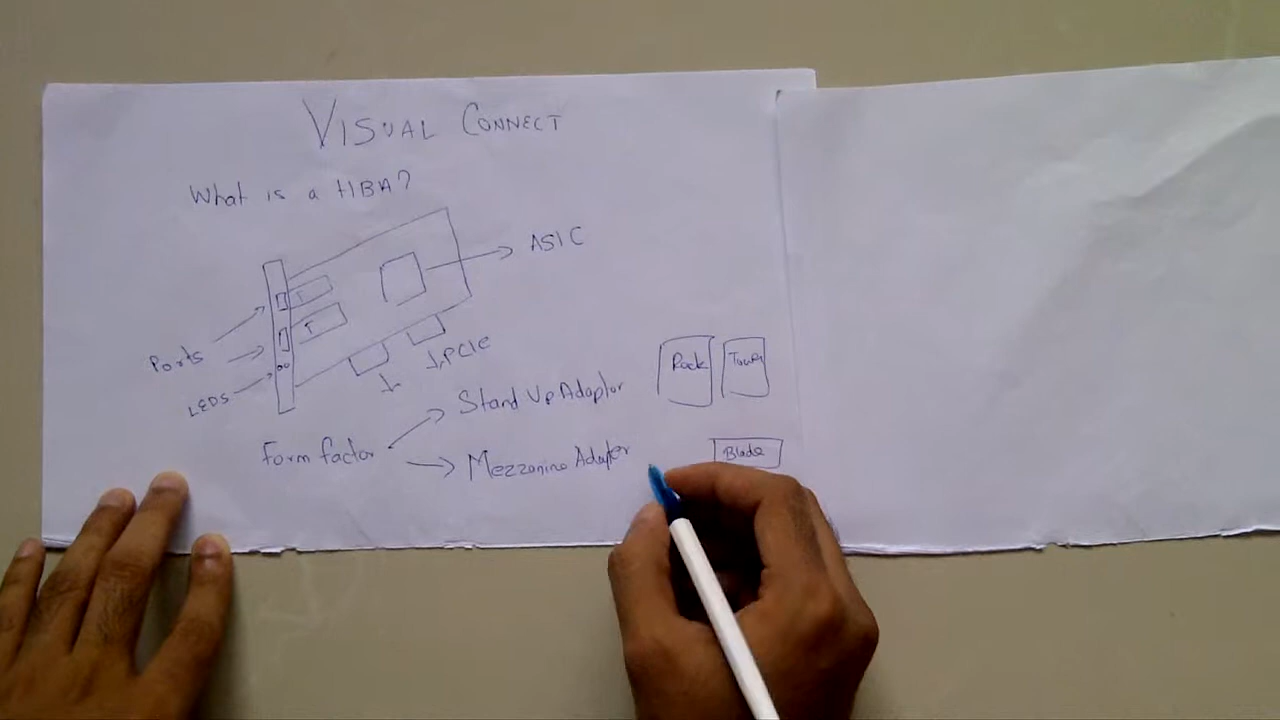 VISUAL CONNECT
What is a HBA?
ASIC
T
T
Ports
PCIe
LEDS
Stand Up Adaptor
Rack
Tower
Form factor
Mezzanine Adapter
Blade